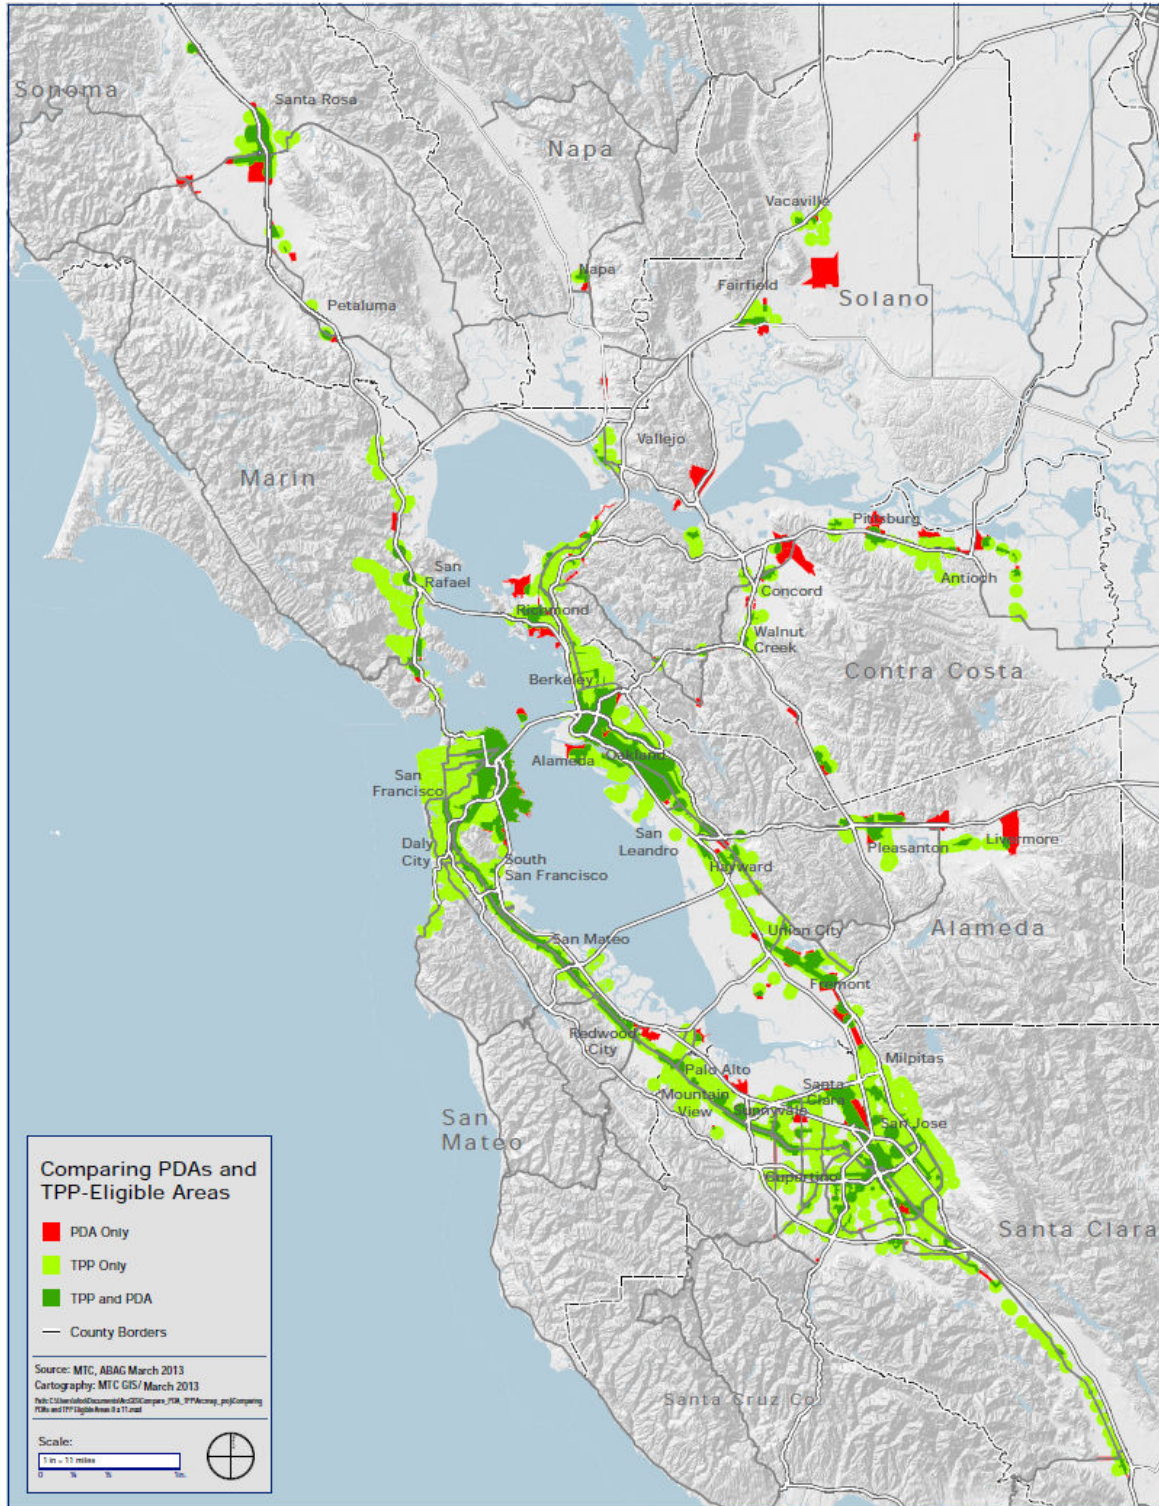 Sonoma
Santa Rosa
Napa
Vacaville
Napa
Fairfield
Solano
Petaluma
Vallejo
Marin
Pittsburg
San
Rafael
Antioch
Concord
Richmond
Walnut
Creek
Contra Costa
Berkeley
Alameda
Oakland
San
Francisco
San
Leandro
Daly
City
Pleasanton
Livermore
South
San Francisco
Hayward
Union City
Alameda
San Mateo
Fremont
Redwood
City
Milpitas
Palo Alto
Santa
Clara
Mountain
View
Sunnyvale
San Jose
San
Mateo
Cupertino
Santa Clara
Santa Cruz Co
Comparing PDAs and
TPP-Eligible Areas
PDA Only
TPP Only
TPP and PDA
County Borders
Source: MTC, ABAG March 2013
Cartography: MTC GIS/ March 2013
Scale:
1 in = 11 miles